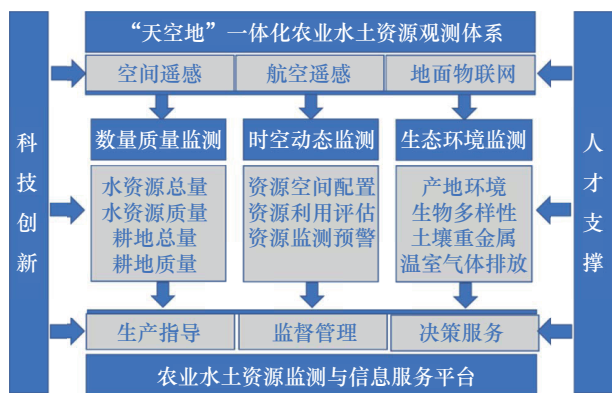 “天空地”一体化农业水土资源观测体系
空间遥感
航空遥感
地面物联网
科技创新
数量质量监测
时空动态监测
生态环境监测
人才支撑
水资源总量
水资源质量
耕地总量
耕地质量
资源空间配置
资源利用评估
资源监测预警
产地环境
生物多样性
土壤重金属
温室气体排放
生产指导
监督管理
决策服务
农业水土资源监测与信息服务平台